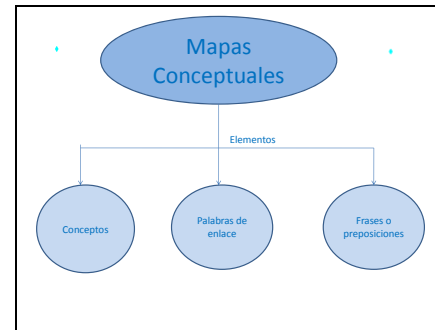 Mapas
Conceptuales
Elementos
Conceptos
Palabras de
enlace
Frases o
preposiciones